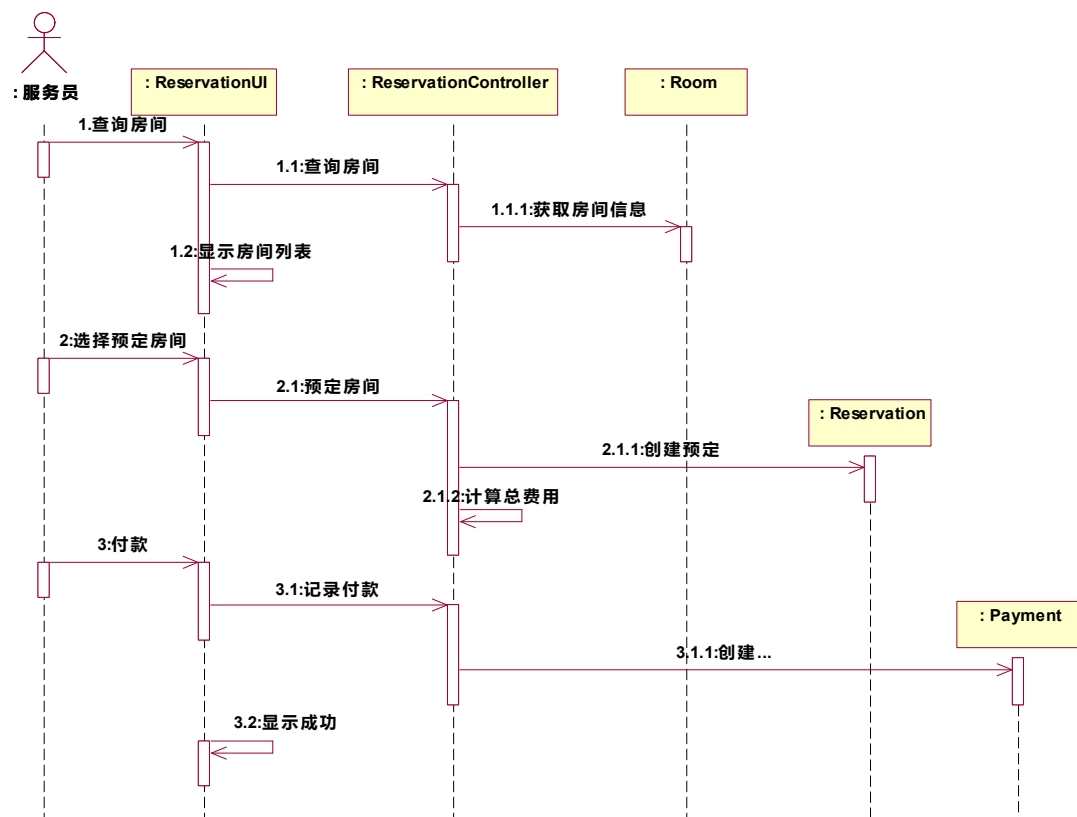 : 服务员
: ReservationUI
: ReservationController
: Room
1.查询房间
1.1:查询房间
1.1.1:获取房间信息
1.2:显示房间列表
2:选择预定房间
2.1:预定房间
: Reservation
2.1.1:创建预定
2.1.2:计算总费用
3:付款
3.1:记录付款
: Payment
3.1.1:创建...
3.2:显示成功